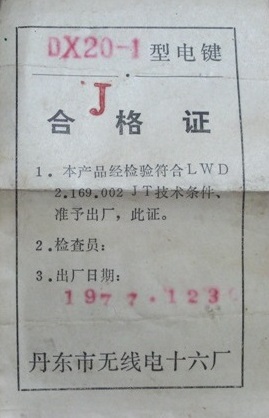 DX20-1型电键
J
合格证
1. 本产品经检验符合LWD
2.169.002 JT技术条件、
准予出厂，此证。
2. 检查员：
3. 出厂日期：
1977.123
丹东市无线电十六厂